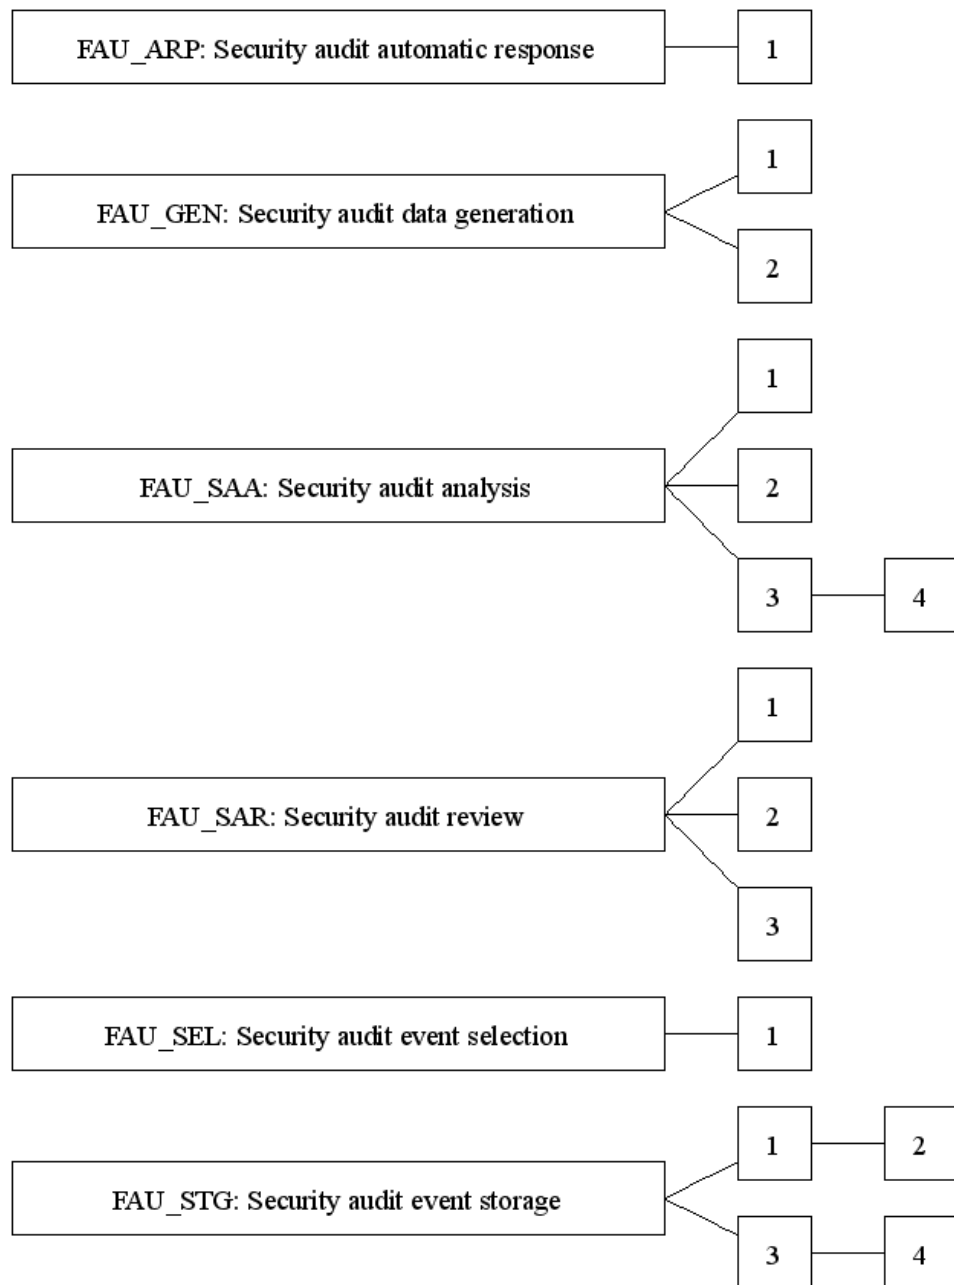 FAU_ARP: Security audit automatic response 1
1
FAU_GEN: Security audit data generation
2
1
FAU_SAA: Security audit analysis 2
3 4
1
FAU_SAR: Security audit review 2
3
FAU_SEL: Security audit event selection 1
1 2
FAU_STG: Security audit event storage
3 4